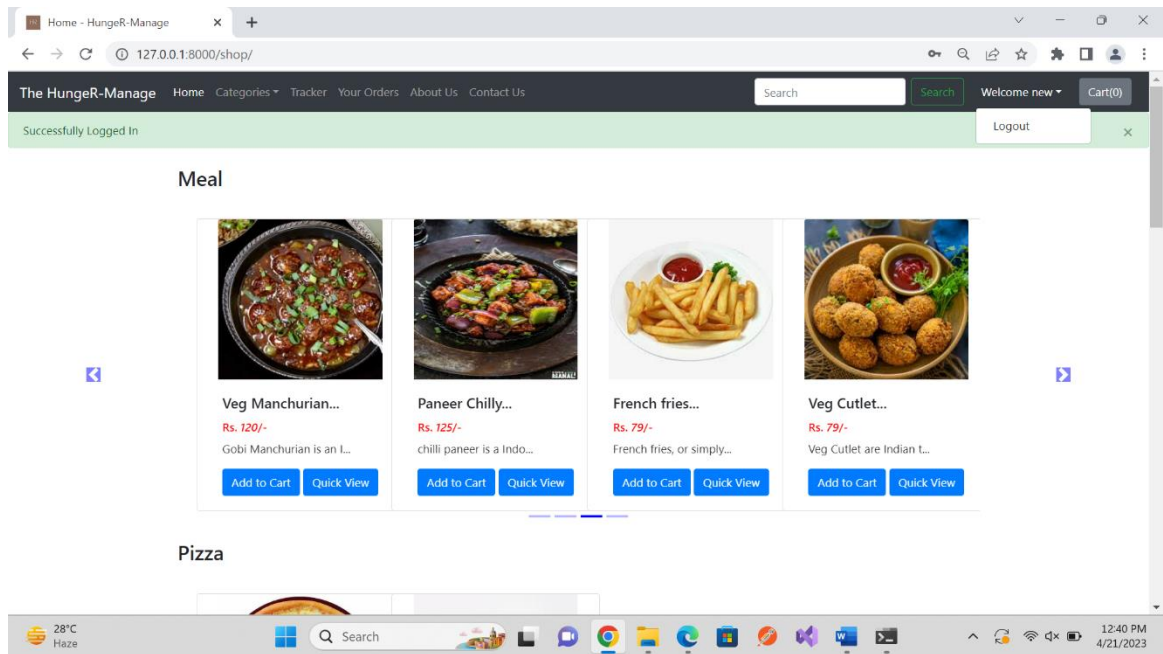 Home - HungeR-Manage
127.0.0.1:8000/shop/
The HungeR-Manage Home Categories Tracker Your Orders About Us Contact Us Search Search Welcome new Cart(0)
Successfully Logged In
Logout
Meal
Veg Manchurian... Paneer Chilly... French fries... Veg Cutlet...
Rs. 120/- Rs. 125/- Rs. 79/- Rs. 79/-
Gobi Manchurian is an I... chilli paneer is a Indo... French fries, or simply... Veg Cutlet are Indian t...
Add to Cart Quick View Add to Cart Quick View Add to Cart Quick View Add to Cart Quick View
Pizza
28°C
Haze
Search
12:40 PM
4/21/2023